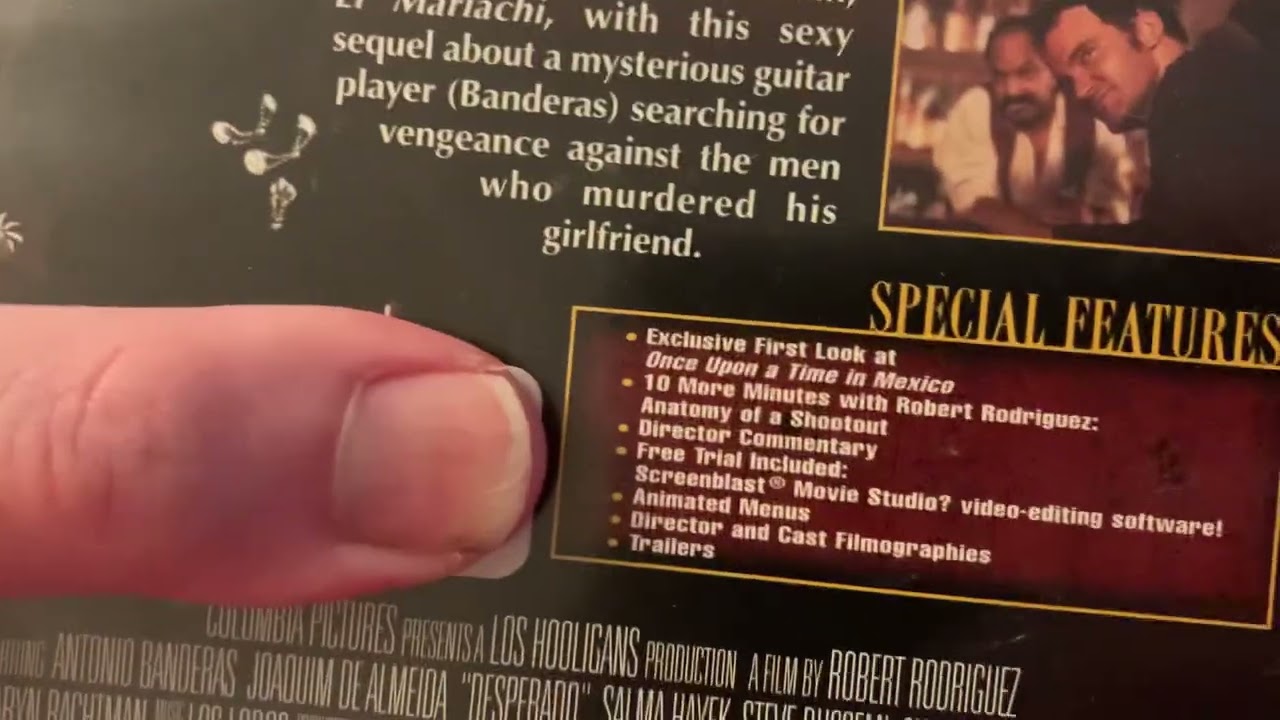 El Mariachi, with this sexy
sequel about a mysterious guitar
player (Banderas) searching for
vengeance against the men
who murdered his
girlfriend.
SPECIAL FEATURES
• Exclusive First Look at
Once Upon a Time in Mexico
• 10 More Minutes with Robert Rodriguez:
Anatomy of a Shootout
• Director Commentary
• Free Trial Included:
Screenblast® Movie Studio? video-editing software!
• Animated Menus
• Director and Cast Filmographies
• Trailers
COLUMBIA PICTURES PRESENTS A LOS HOOLIGANS PRODUCTION A FILM BY ROBERT RODRIGUEZ
ANTONIO BANDERAS JOAQUIM DE ALMEIDA "DESPERADO" SALMA HAYEK STEVE BUSCEMI
LOS LOBOS